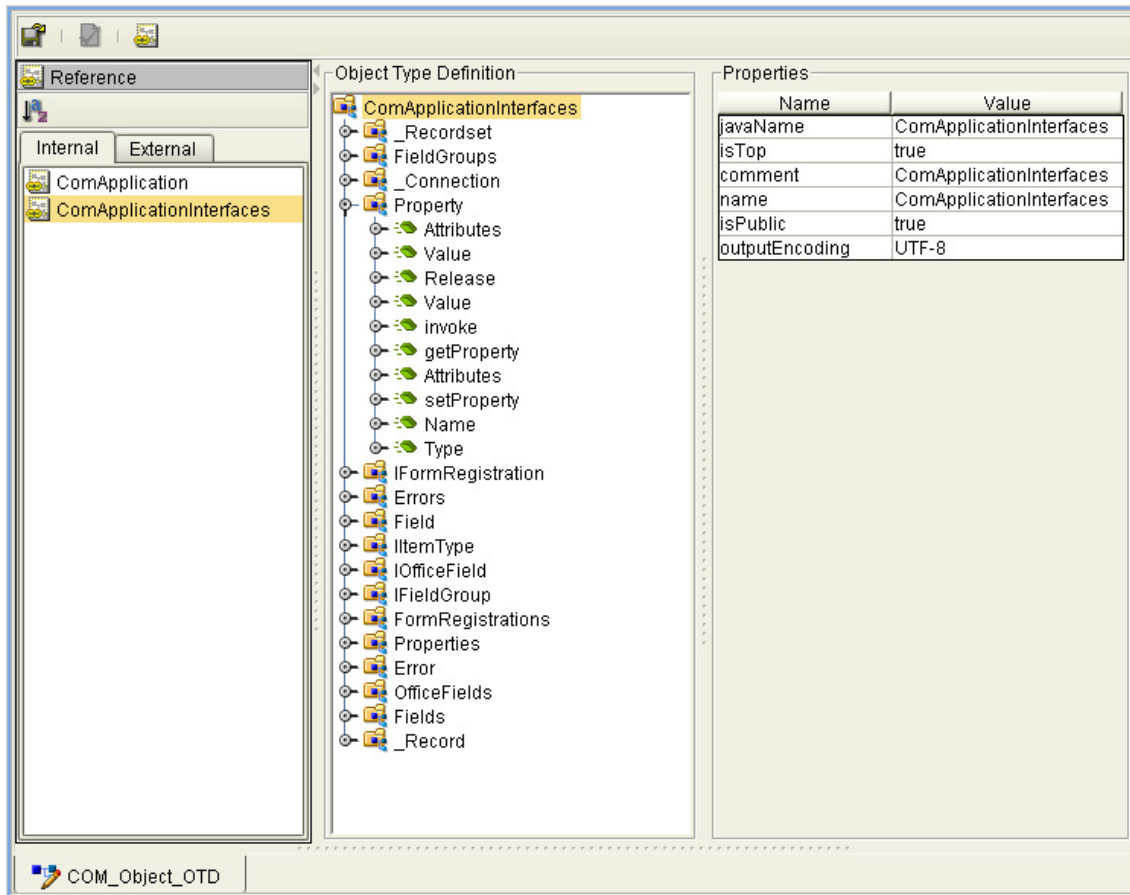 Reference
Internal External
ComApplication
ComApplicationInterfaces
Object Type Definition
ComApplicationInterfaces
_Recordset
FieldGroups
_Connection
Property
Attributes
Value
Release
Value
invoke
getProperty
Attributes
setProperty
Name
Type
IFormRegistration
Errors
Field
IItemType
IOfficeField
IFieldGroup
FormRegistrations
Properties
Error
OfficeFields
Fields
_Record
Properties
Name Value
javaName ComApplicationInterfaces
isTop true
comment ComApplicationInterfaces
name ComApplicationInterfaces
isPublic true
outputEncoding UTF-8
COM_Object_OTD